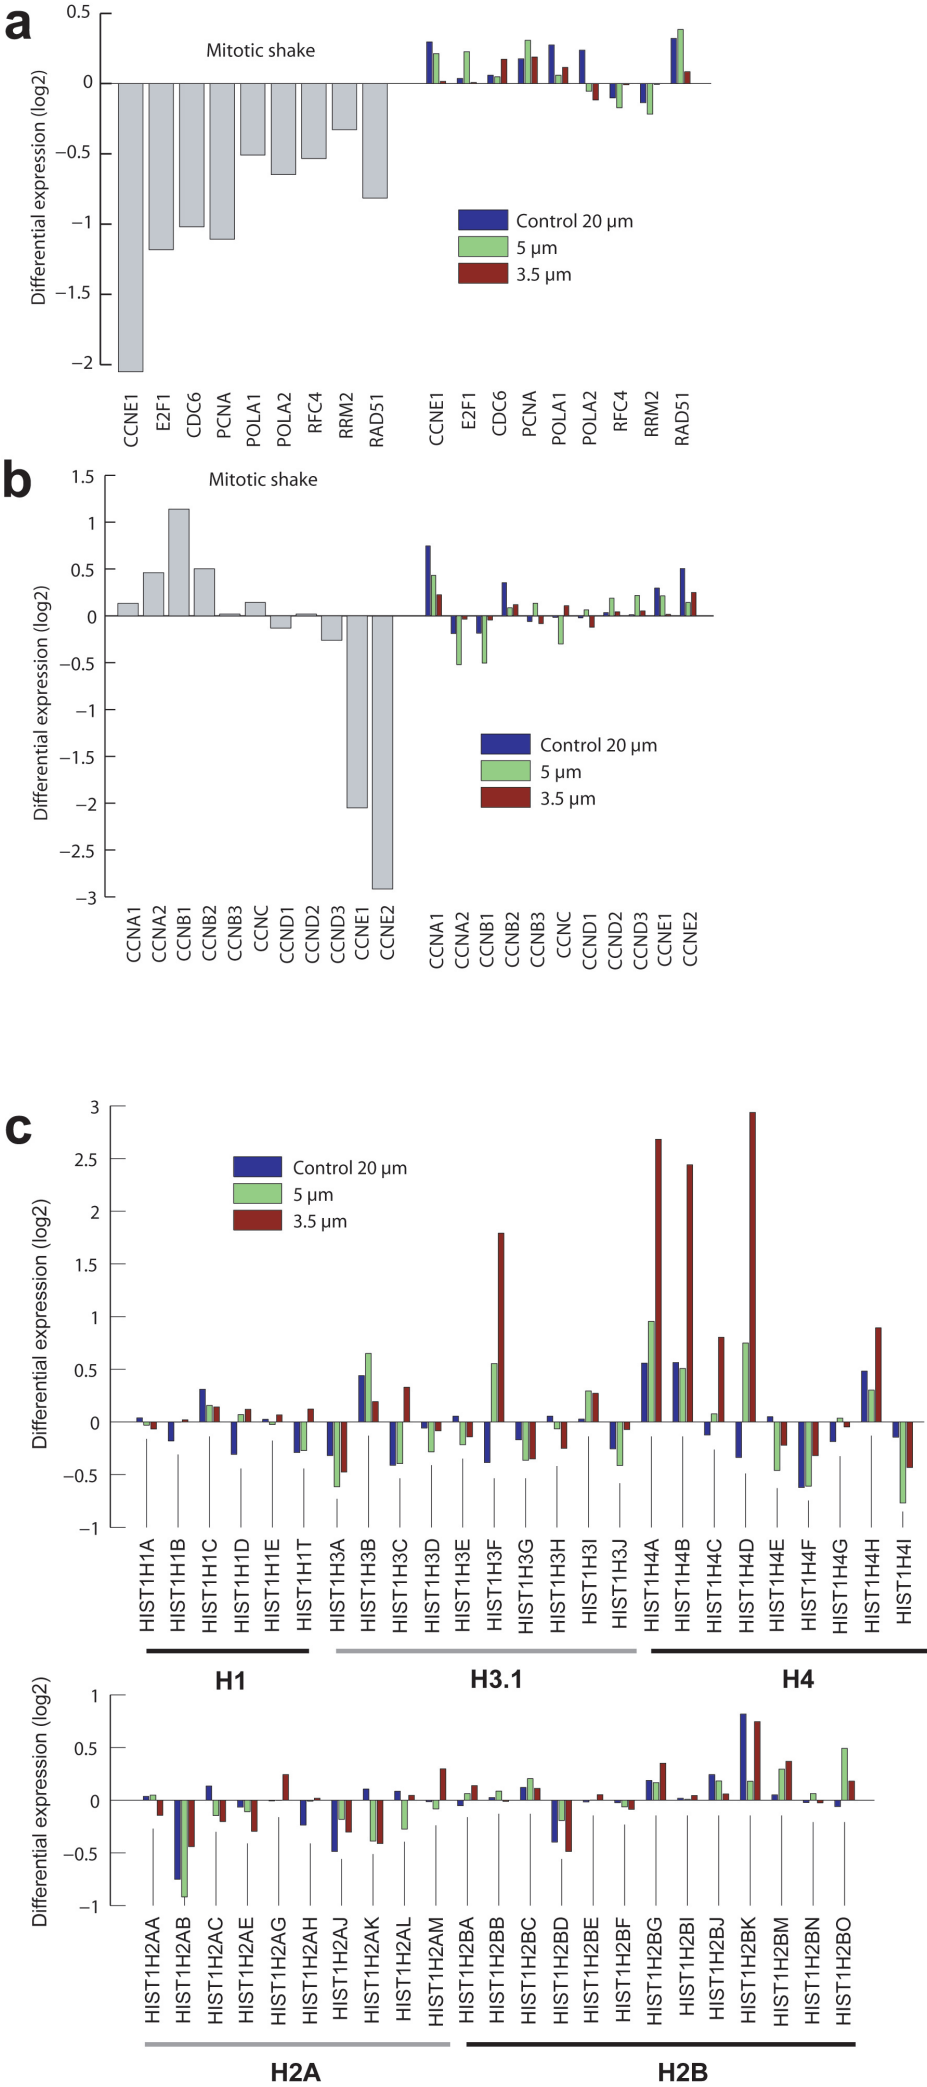 a
Differential expression (log2)
0.5
0
−0.5
−1
−1.5
−2
Mitotic shake
Control 20 µm
5 µm
3.5 µm
CCNE1 E2F1 CDC6 PCNA POLA1 POLA2 RFC4 RRM2 RAD51
CCNE1 E2F1 CDC6 PCNA POLA1 POLA2 RFC4 RRM2 RAD51
b
Differential expression (log2)
1.5
1
0.5
0
−0.5
−1
−1.5
−2
−2.5
−3
Mitotic shake
Control 20 µm
5 µm
3.5 µm
CCNA1 CCNA2 CCNB1 CCNB2 CCNB3 CCNC CCND1 CCND2 CCND3 CCNE1 CCNE2
CCNA1 CCNA2 CCNB1 CCNB2 CCNB3 CCNC CCND1 CCND2 CCND3 CCNE1 CCNE2
c
Differential expression (log2)
3
2.5
2
1.5
1
0.5
0
−0.5
−1
Control 20 µm
5 µm
3.5 µm
HIST1H1A HIST1H1B HIST1H1C HIST1H1D HIST1H1E HIST1H1T HIST1H3A HIST1H3B HIST1H3C HIST1H3D HIST1H3E HIST1H3F HIST1H3G HIST1H3H HIST1H3I HIST1H3J HIST1H4A HIST1H4B HIST1H4C HIST1H4D HIST1H4E HIST1H4F HIST1H4G HIST1H4H HIST1H4I
H1 H3.1 H4
Differential expression (log2)
1
0.5
0
−0.5
−1
HIST1H2AA HIST1H2AB HIST1H2AC HIST1H2AE HIST1H2AG HIST1H2AH HIST1H2AJ HIST1H2AK HIST1H2AL HIST1H2AM HIST1H2BA HIST1H2BB HIST1H2BC HIST1H2BD HIST1H2BE HIST1H2BF HIST1H2BG HIST1H2BI HIST1H2BJ HIST1H2BK HIST1H2BM HIST1H2BN HIST1H2BO
H2A H2B